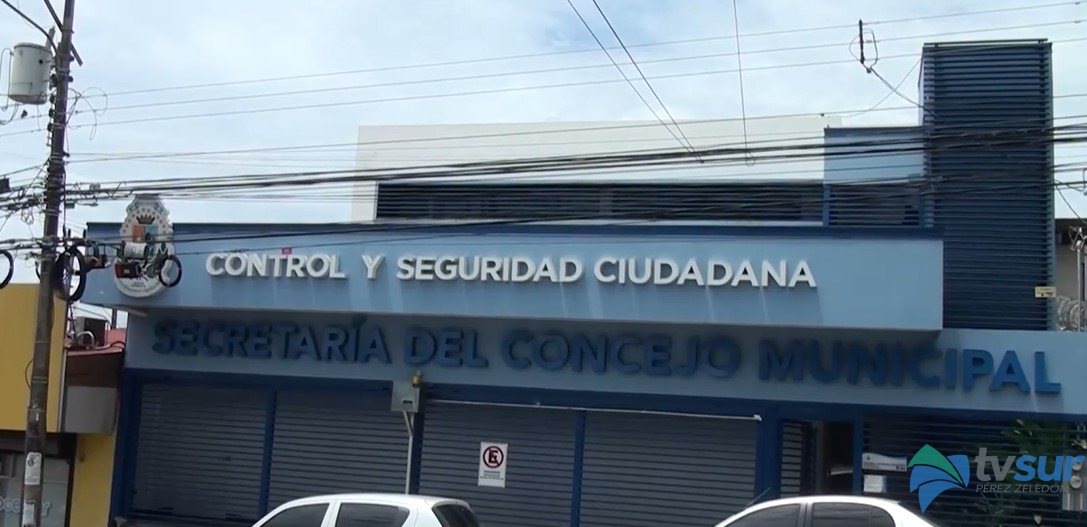 CONTROL Y SEGURIDAD CIUDADANA
SECRETARÍA DEL CONCEJO MUNICIPAL
E
tvsur
PÉREZ ZELEDÓN